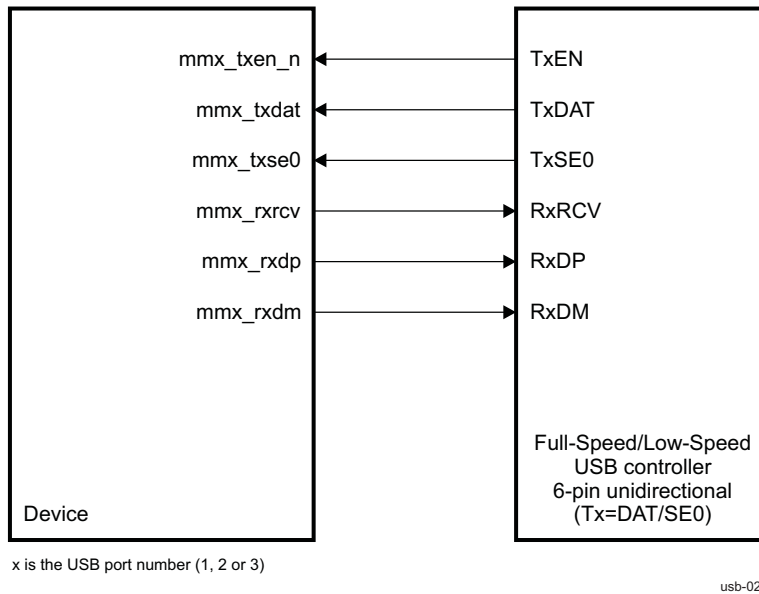 mmx_txen_n TxEN
mmx_txdat TxDAT
mmx_txse0 TxSE0
mmx_rxrcv RxRCV
mmx_rxdp RxDP
mmx_rxdm RxDM
Full-Speed/Low-Speed
USB controller
6-pin unidirectional
(Tx=DAT/SE0)
Device
x is the USB port number (1, 2 or 3)